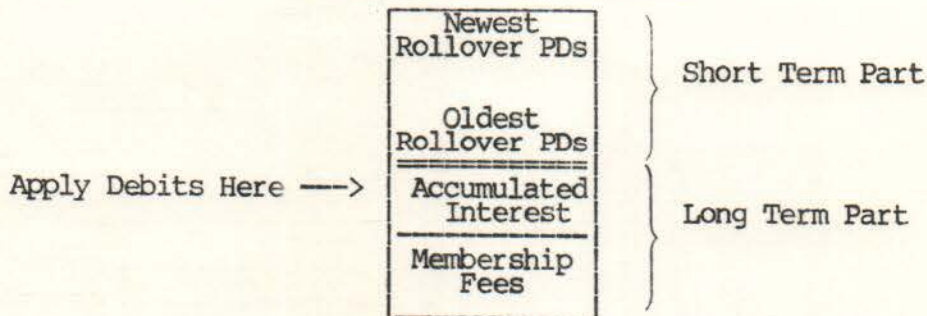 Newest
Rollover PDs
Short Term Part
Oldest
Rollover PDs
Apply Debits Here --->
Accumulated
Interest
Long Term Part
Membership
Fees